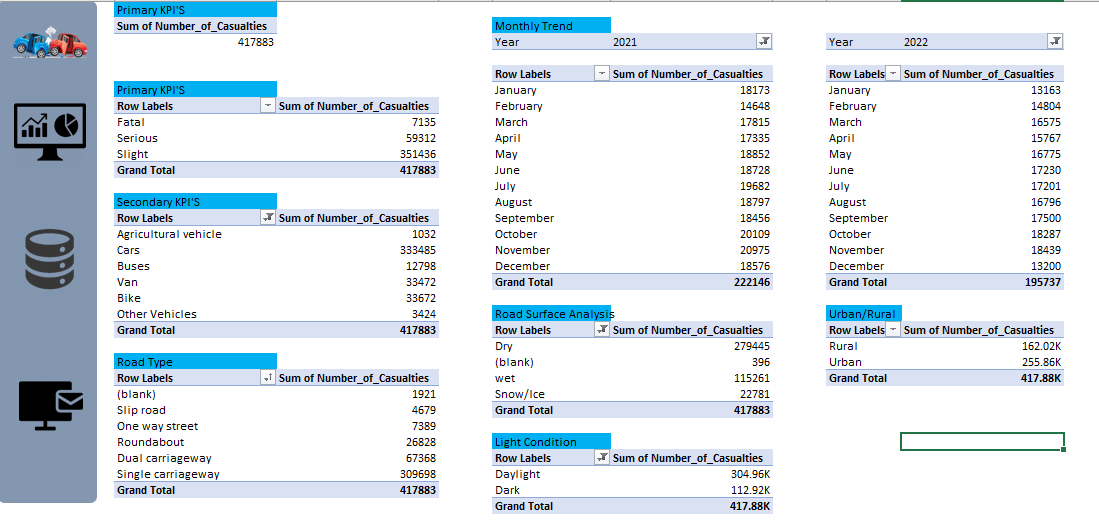 Primary KPI'S
Sum of Number_of_Casualties
417883
Primary KPI'S
Row Labels Sum of Number_of_Casualties
Fatal 7135
Serious 59312
Slight 351436
Grand Total 417883
Secondary KPI'S
Row Labels Sum of Number_of_Casualties
Agricultural vehicle 1032
Cars 333485
Buses 12798
Van 33472
Bike 33672
Other Vehicles 3424
Grand Total 417883
Road Type
Row Labels Sum of Number_of_Casualties
(blank) 1921
Slip road 4679
One way street 7389
Roundabout 26828
Dual carriageway 67368
Single carriageway 309698
Grand Total 417883
Monthly Trend
Year 2021
Row Labels Sum of Number_of_Casualties
January 18173
February 14648
March 17815
April 17335
May 18852
June 18728
July 19682
August 18797
September 18456
October 20109
November 20975
December 18576
Grand Total 222146
Road Surface Analysis
Row Labels Sum of Number_of_Casualties
Dry 279445
(blank) 396
wet 115261
Snow/Ice 22781
Grand Total 417883
Light Condition
Row Labels Sum of Number_of_Casualties
Daylight 304.96K
Dark 112.92K
Grand Total 417.88K
Year 2022
Row Labels Sum of Number_of_Casualties
January 13163
February 14804
March 16575
April 15767
May 16775
June 17230
July 17201
August 16796
September 17500
October 18287
November 18439
December 13200
Grand Total 195737
Urban/Rural
Row Labels Sum of Number_of_Casualties
Rural 162.02K
Urban 255.86K
Grand Total 417.88K